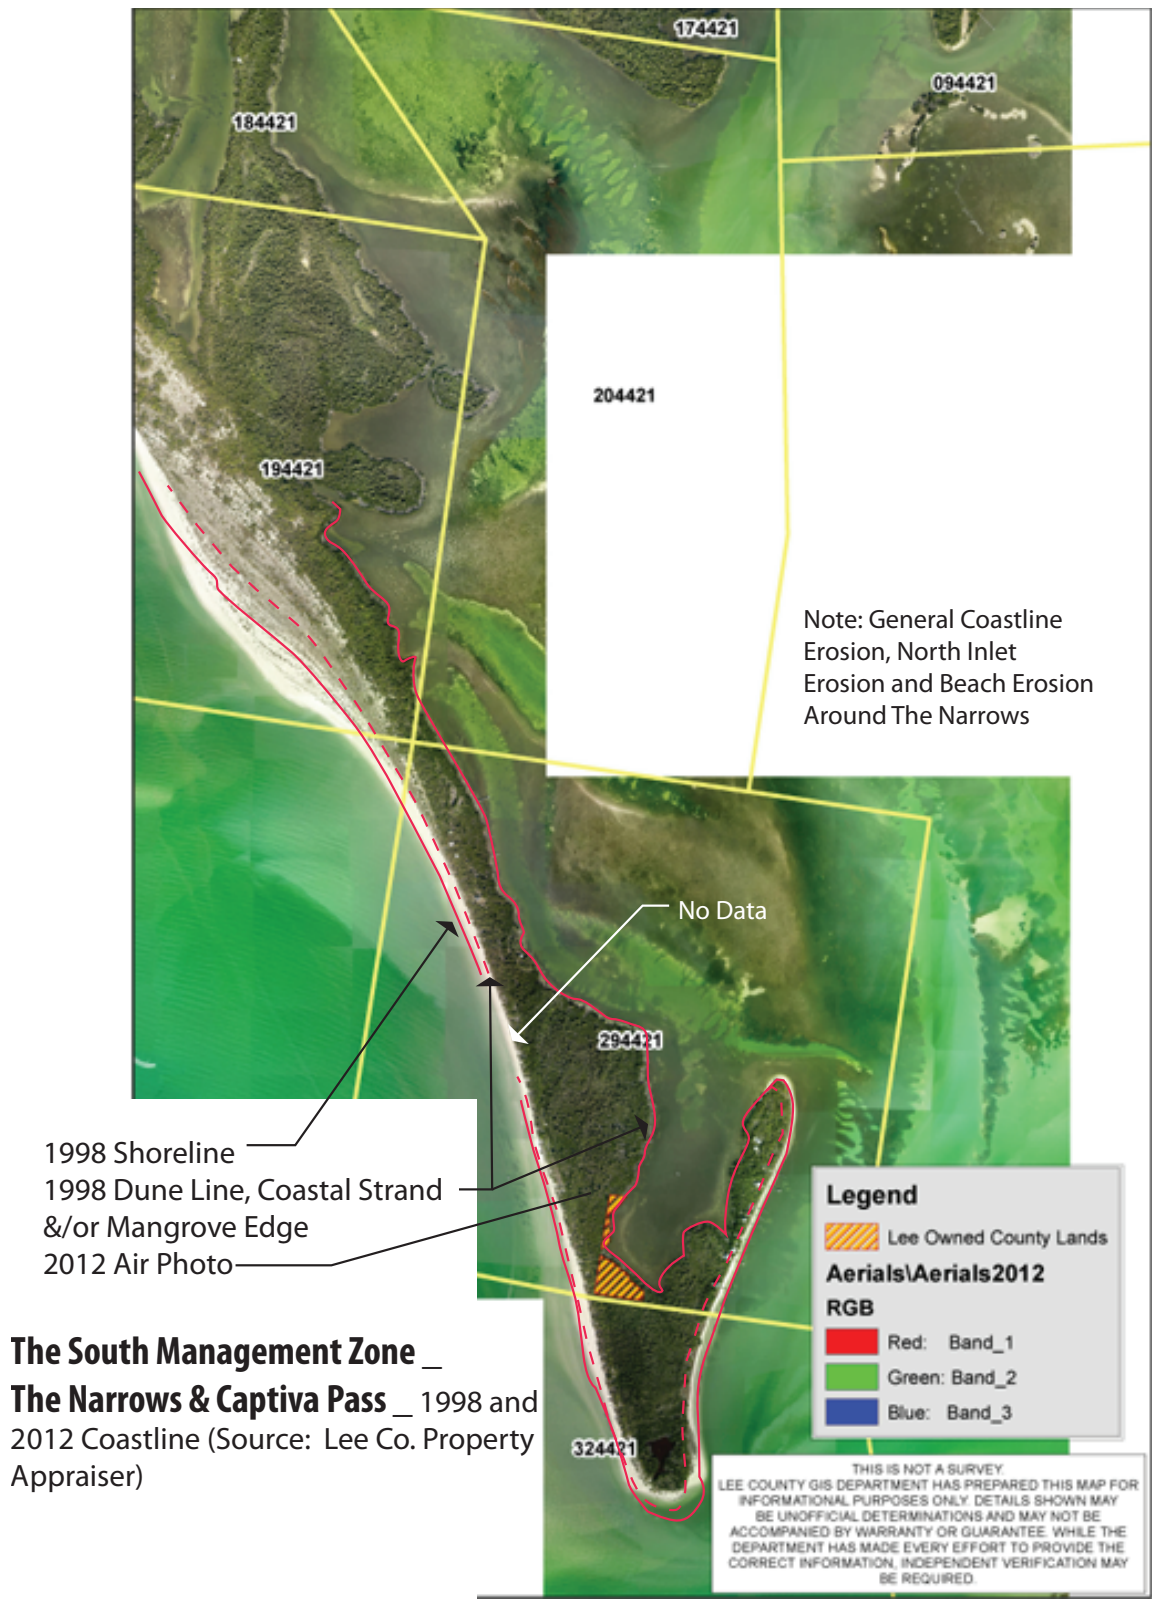 174421
094421
184421
204421
194421
Note: General Coastline
Erosion, North Inlet
Erosion and Beach Erosion
Around The Narrows
No Data
294421
1998 Shoreline
1998 Dune Line, Coastal Strand
&/or Mangrove Edge
2012 Air Photo
Legend
Lee Owned County Lands
Aerials\Aerials2012
RGB
Red: Band_1
Green: Band_2
Blue: Band_3
The South Management Zone _
The Narrows & Captiva Pass _ 1998 and
2012 Coastline (Source: Lee Co. Property
Appraiser)
324421
THIS IS NOT A SURVEY.
LEE COUNTY GIS DEPARTMENT HAS PREPARED THIS MAP FOR
INFORMATIONAL PURPOSES ONLY. DETAILS SHOWN MAY
BE UNOFFICIAL DETERMINATIONS AND MAY NOT BE
ACCOMPANIED BY WARRANTY OR GUARANTEE. WHILE THE
DEPARTMENT HAS MADE EVERY EFFORT TO PROVIDE THE
CORRECT INFORMATION, INDEPENDENT VERIFICATION MAY
BE REQUIRED.